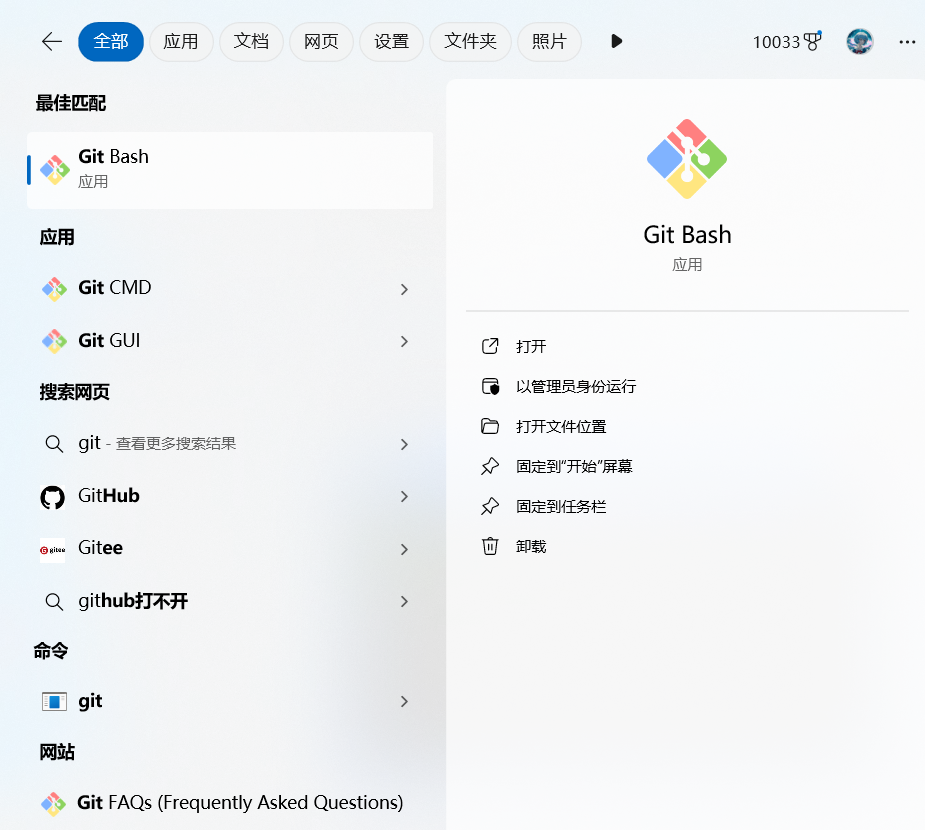 全部 应用 文档 网页 设置 文件夹 照片 10033
最佳匹配
Git Bash
应用
应用
Git CMD
Git GUI
搜索网页
git - 查看更多搜索结果
GitHub
gitee Gitee
github打不开
命令
git
网站
Git FAQs (Frequently Asked Questions)
Git Bash
应用
打开
以管理员身份运行
打开文件位置
固定到“开始”屏幕
固定到任务栏
卸载